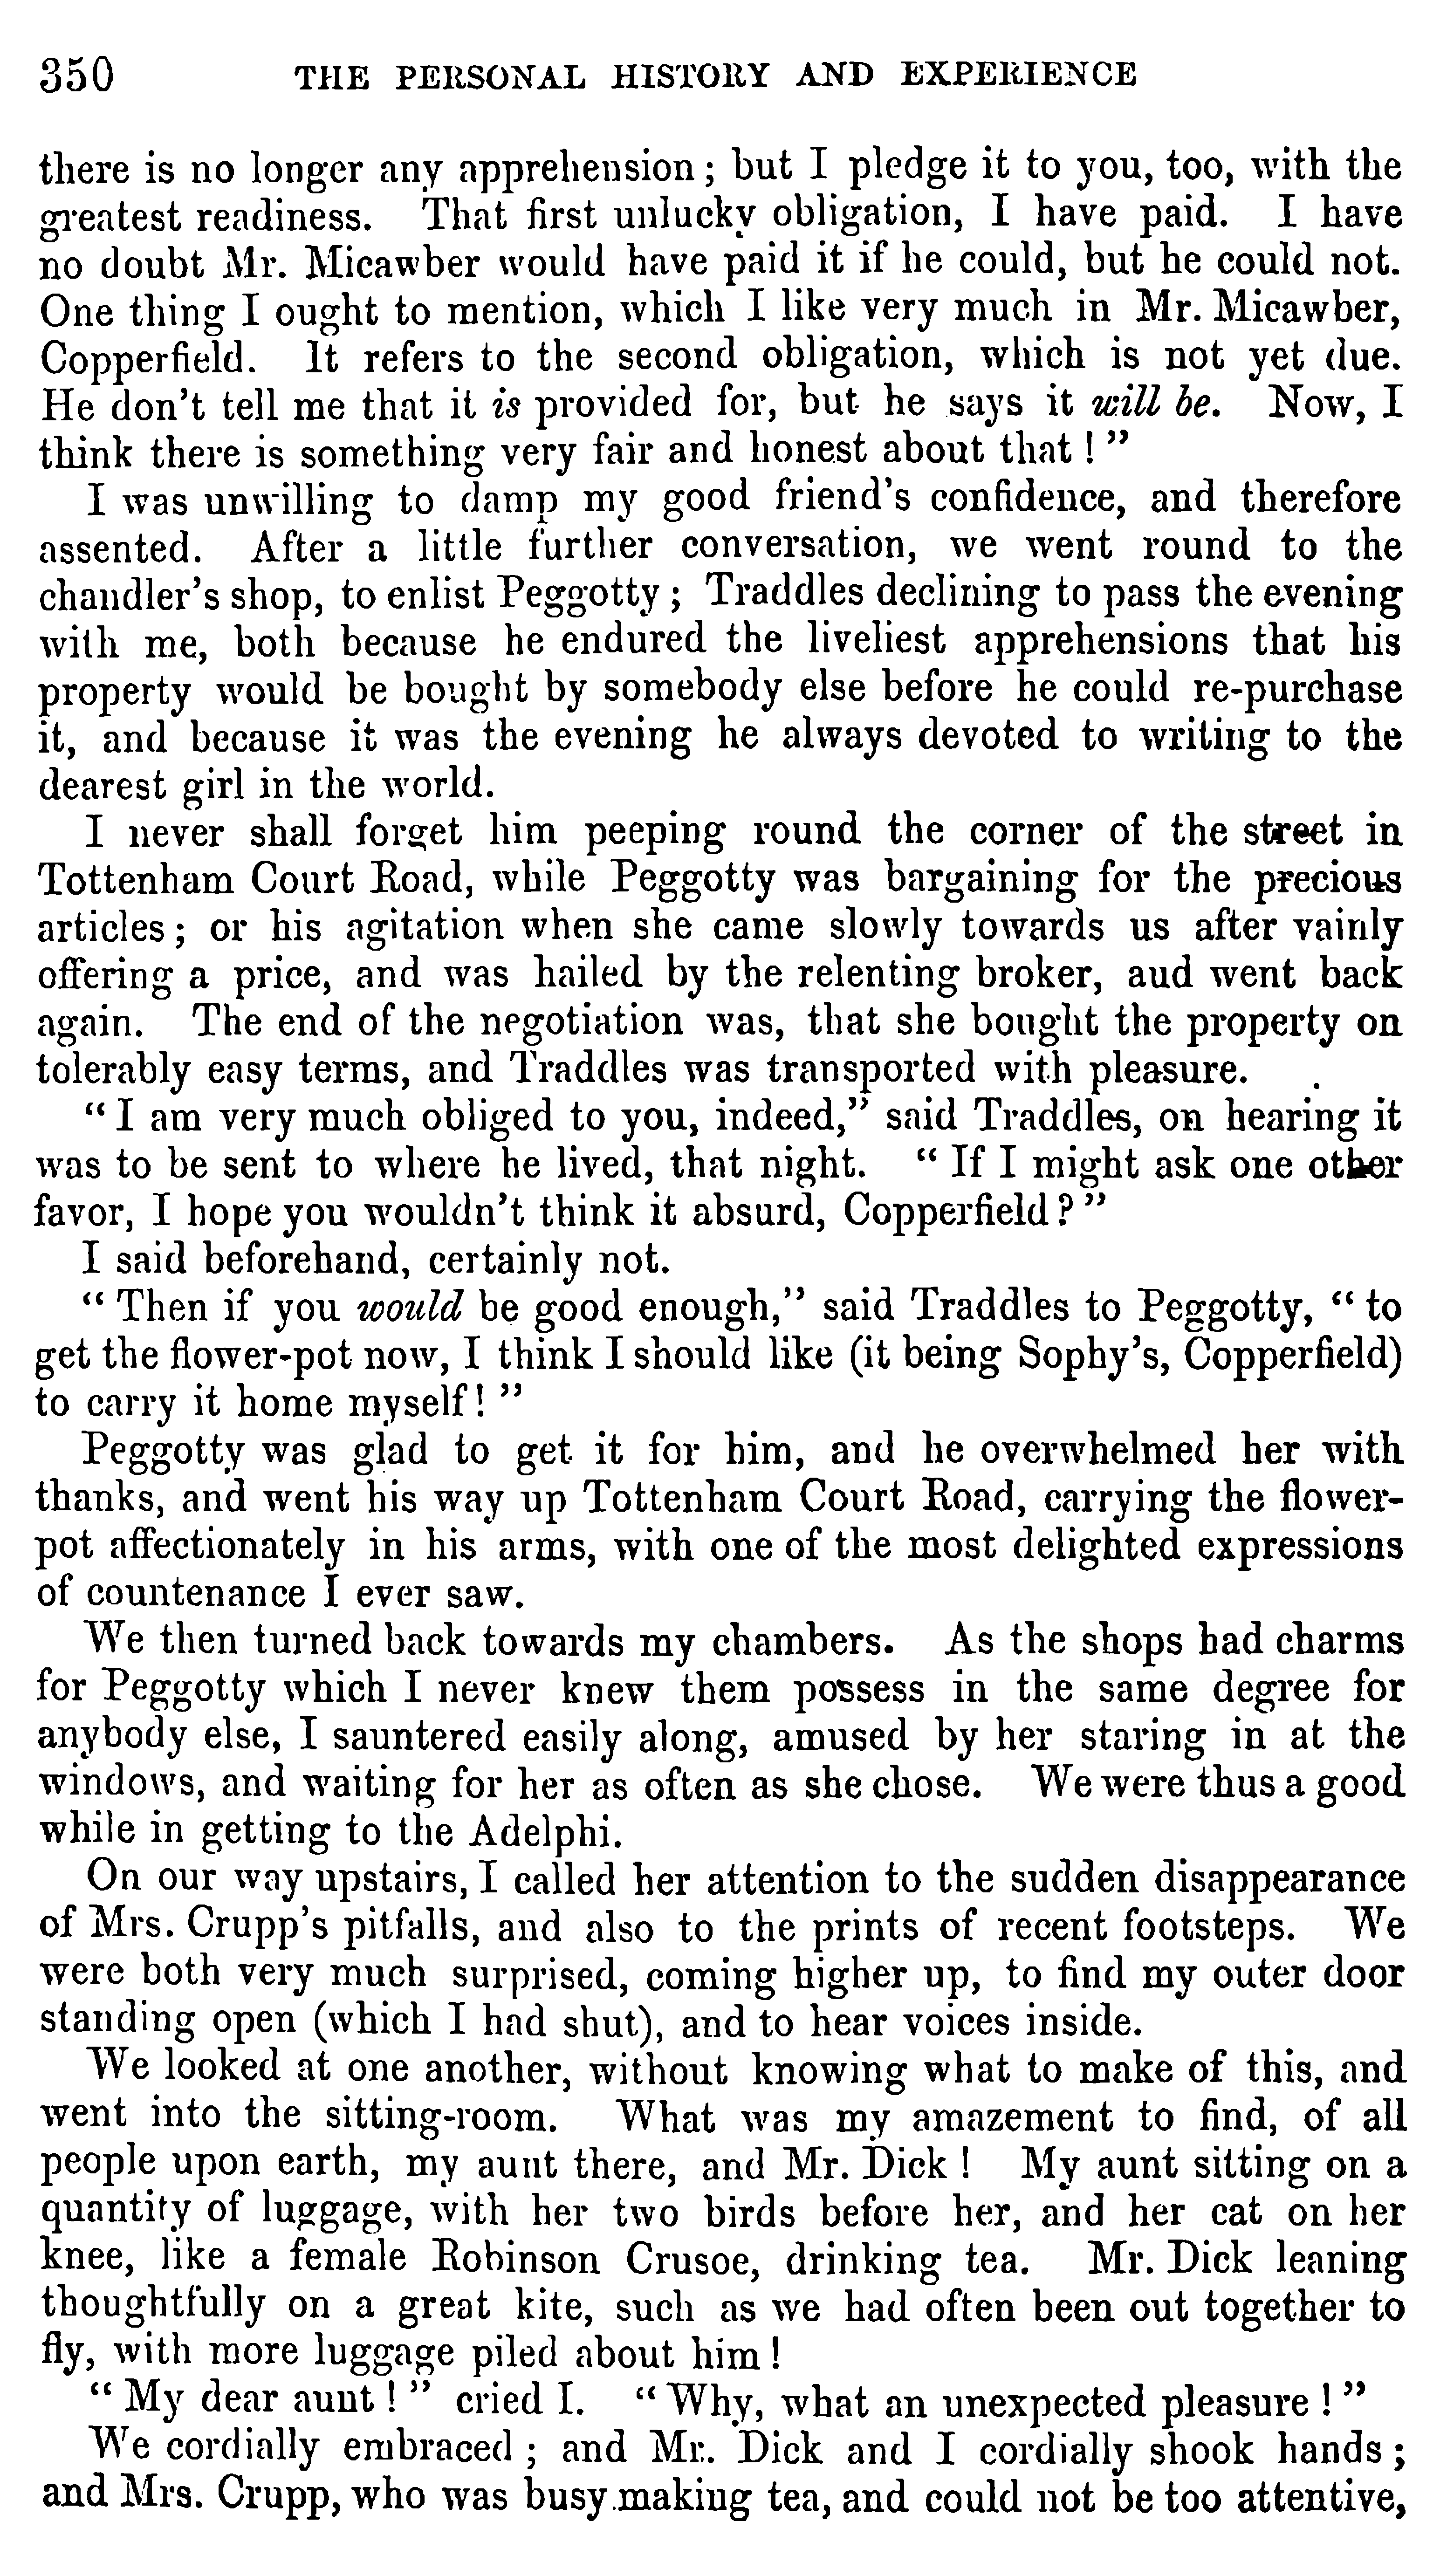 350 THE PERSONAL HISTORY AND EXPERIENCE
there is no longer any apprehension; but I pledge it to you, too, with the
greatest readiness. That first unlucky obligation, I have paid. I have
no doubt Mr. Micawber would have paid it if he could, but he could not.
One thing I ought to mention, which I like very much in Mr. Micawber,
Copperfield. It refers to the second obligation, which is not yet due.
He don't tell me that it is provided for, but he says it will be. Now, I
think there is something very fair and honest about that!"
I was unwilling to damp my good friend's confidence, and therefore
assented. After a little further conversation, we went round to the
chandler's shop, to enlist Peggotty; Traddles declining to pass the evening
with me, both because he endured the liveliest apprehensions that his
property would be bought by somebody else before he could re-purchase
it, and because it was the evening he always devoted to writing to the
dearest girl in the world.
I never shall forget him peeping round the corner of the street in
Tottenham Court Road, while Peggotty was bargaining for the precious
articles; or his agitation when she came slowly towards us after vainly
offering a price, and was hailed by the relenting broker, aud went back
again. The end of the negotiation was, that she bought the property on
tolerably easy terms, and Traddles was transported with pleasure.
"I am very much obliged to you, indeed," said Traddles, on hearing it
was to be sent to where he lived, that night. "If I might ask one other
favor, I hope you wouldn't think it absurd, Copperfield?"
I said beforehand, certainly not.
"Then if you would be good enough," said Traddles to Peggotty, "to
get the flower-pot now, I think I should like (it being Sophy's, Copperfield)
to carry it home myself!"
Peggotty was glad to get it for him, and he overwhelmed her with
thanks, and went his way up Tottenham Court Road, carrying the flower-
pot affectionately in his arms, with one of the most delighted expressions
of countenance I ever saw.
We then turned back towards my chambers. As the shops had charms
for Peggotty which I never knew them possess in the same degree for
anybody else, I sauntered easily along, amused by her staring in at the
windows, and waiting for her as often as she chose. We were thus a good
while in getting to the Adelphi.
On our way upstairs, I called her attention to the sudden disappearance
of Mrs. Crupp's pitfalls, and also to the prints of recent footsteps. We
were both very much surprised, coming higher up, to find my outer door
standing open (which I had shut), and to hear voices inside.
We looked at one another, without knowing what to make of this, and
went into the sitting-room. What was my amazement to find, of all
people upon earth, my aunt there, and Mr. Dick! My aunt sitting on a
quantity of luggage, with her two birds before her, and her cat on her
knee, like a female Robinson Crusoe, drinking tea. Mr. Dick leaning
thoughtfully on a great kite, such as we had often been out together to
fly, with more luggage piled about him!
"My dear aunt!" cried I. "Why, what an unexpected pleasure!"
We cordially embraced; and Mr. Dick and I cordially shook hands;
and Mrs. Crupp, who was busy making tea, and could not be too attentive,